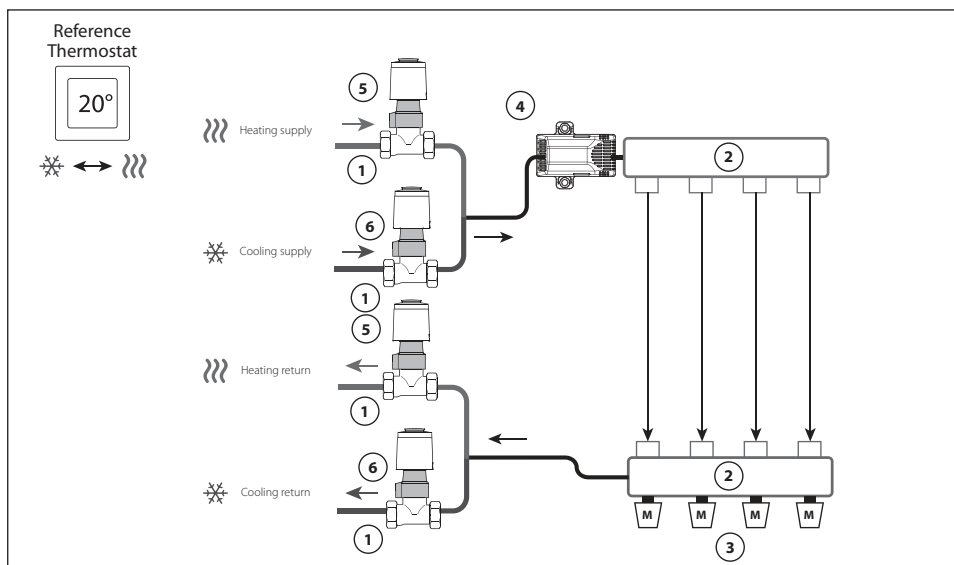 Reference
Thermostat
20°
5
4
Heating supply
1
2
6
Cooling supply
1
5
Heating return
1
6
2
Cooling return
M M M M
1
3